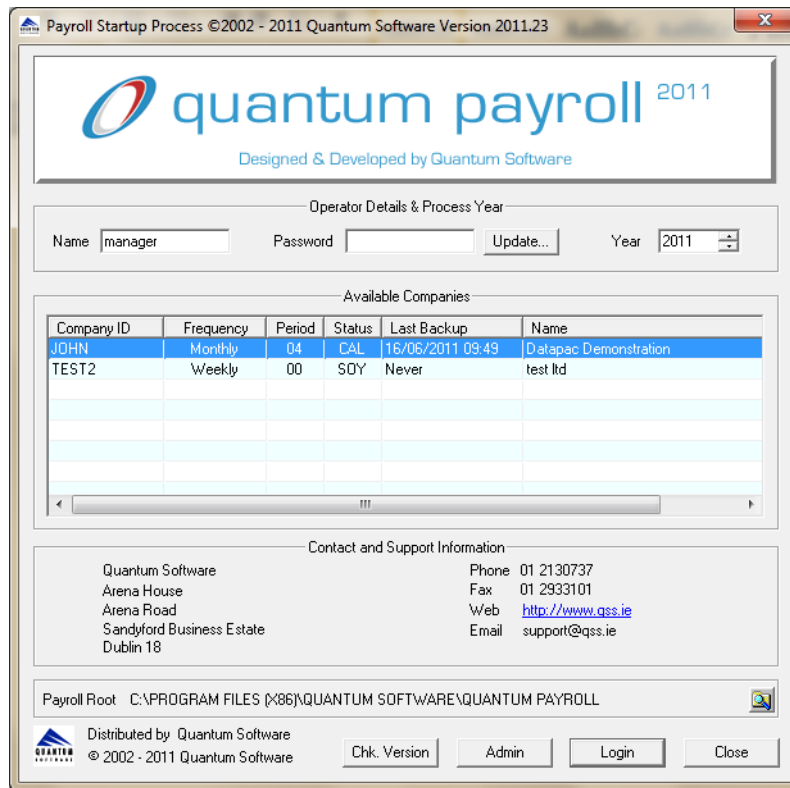 Payroll Startup Process ©2002 - 2011 Quantum Software Version 2011.23
quantum payroll 2011
Designed & Developed by Quantum Software
Operator Details & Process Year
Name manager Password Update... Year 2011
Available Companies
Company ID Frequency Period Status Last Backup Name
JOHN Monthly 04 CAL 16/06/2011 09:49 Datapac Demonstration
TEST2 Weekly 00 SOY Never test ltd
Contact and Support Information
Quantum Software Phone 01 2130737
Arena House Fax 01 2933101
Arena Road Web http://www.qss.ie
Sandyford Business Estate Email support@qss.ie
Dublin 18
Payroll Root C:\PROGRAM FILES (X86)\QUANTUM SOFTWARE\QUANTUM PAYROLL
Distributed by Quantum Software
© 2002 - 2011 Quantum Software
QUANTUM
SOFTWARE
Chk. Version Admin Login Close